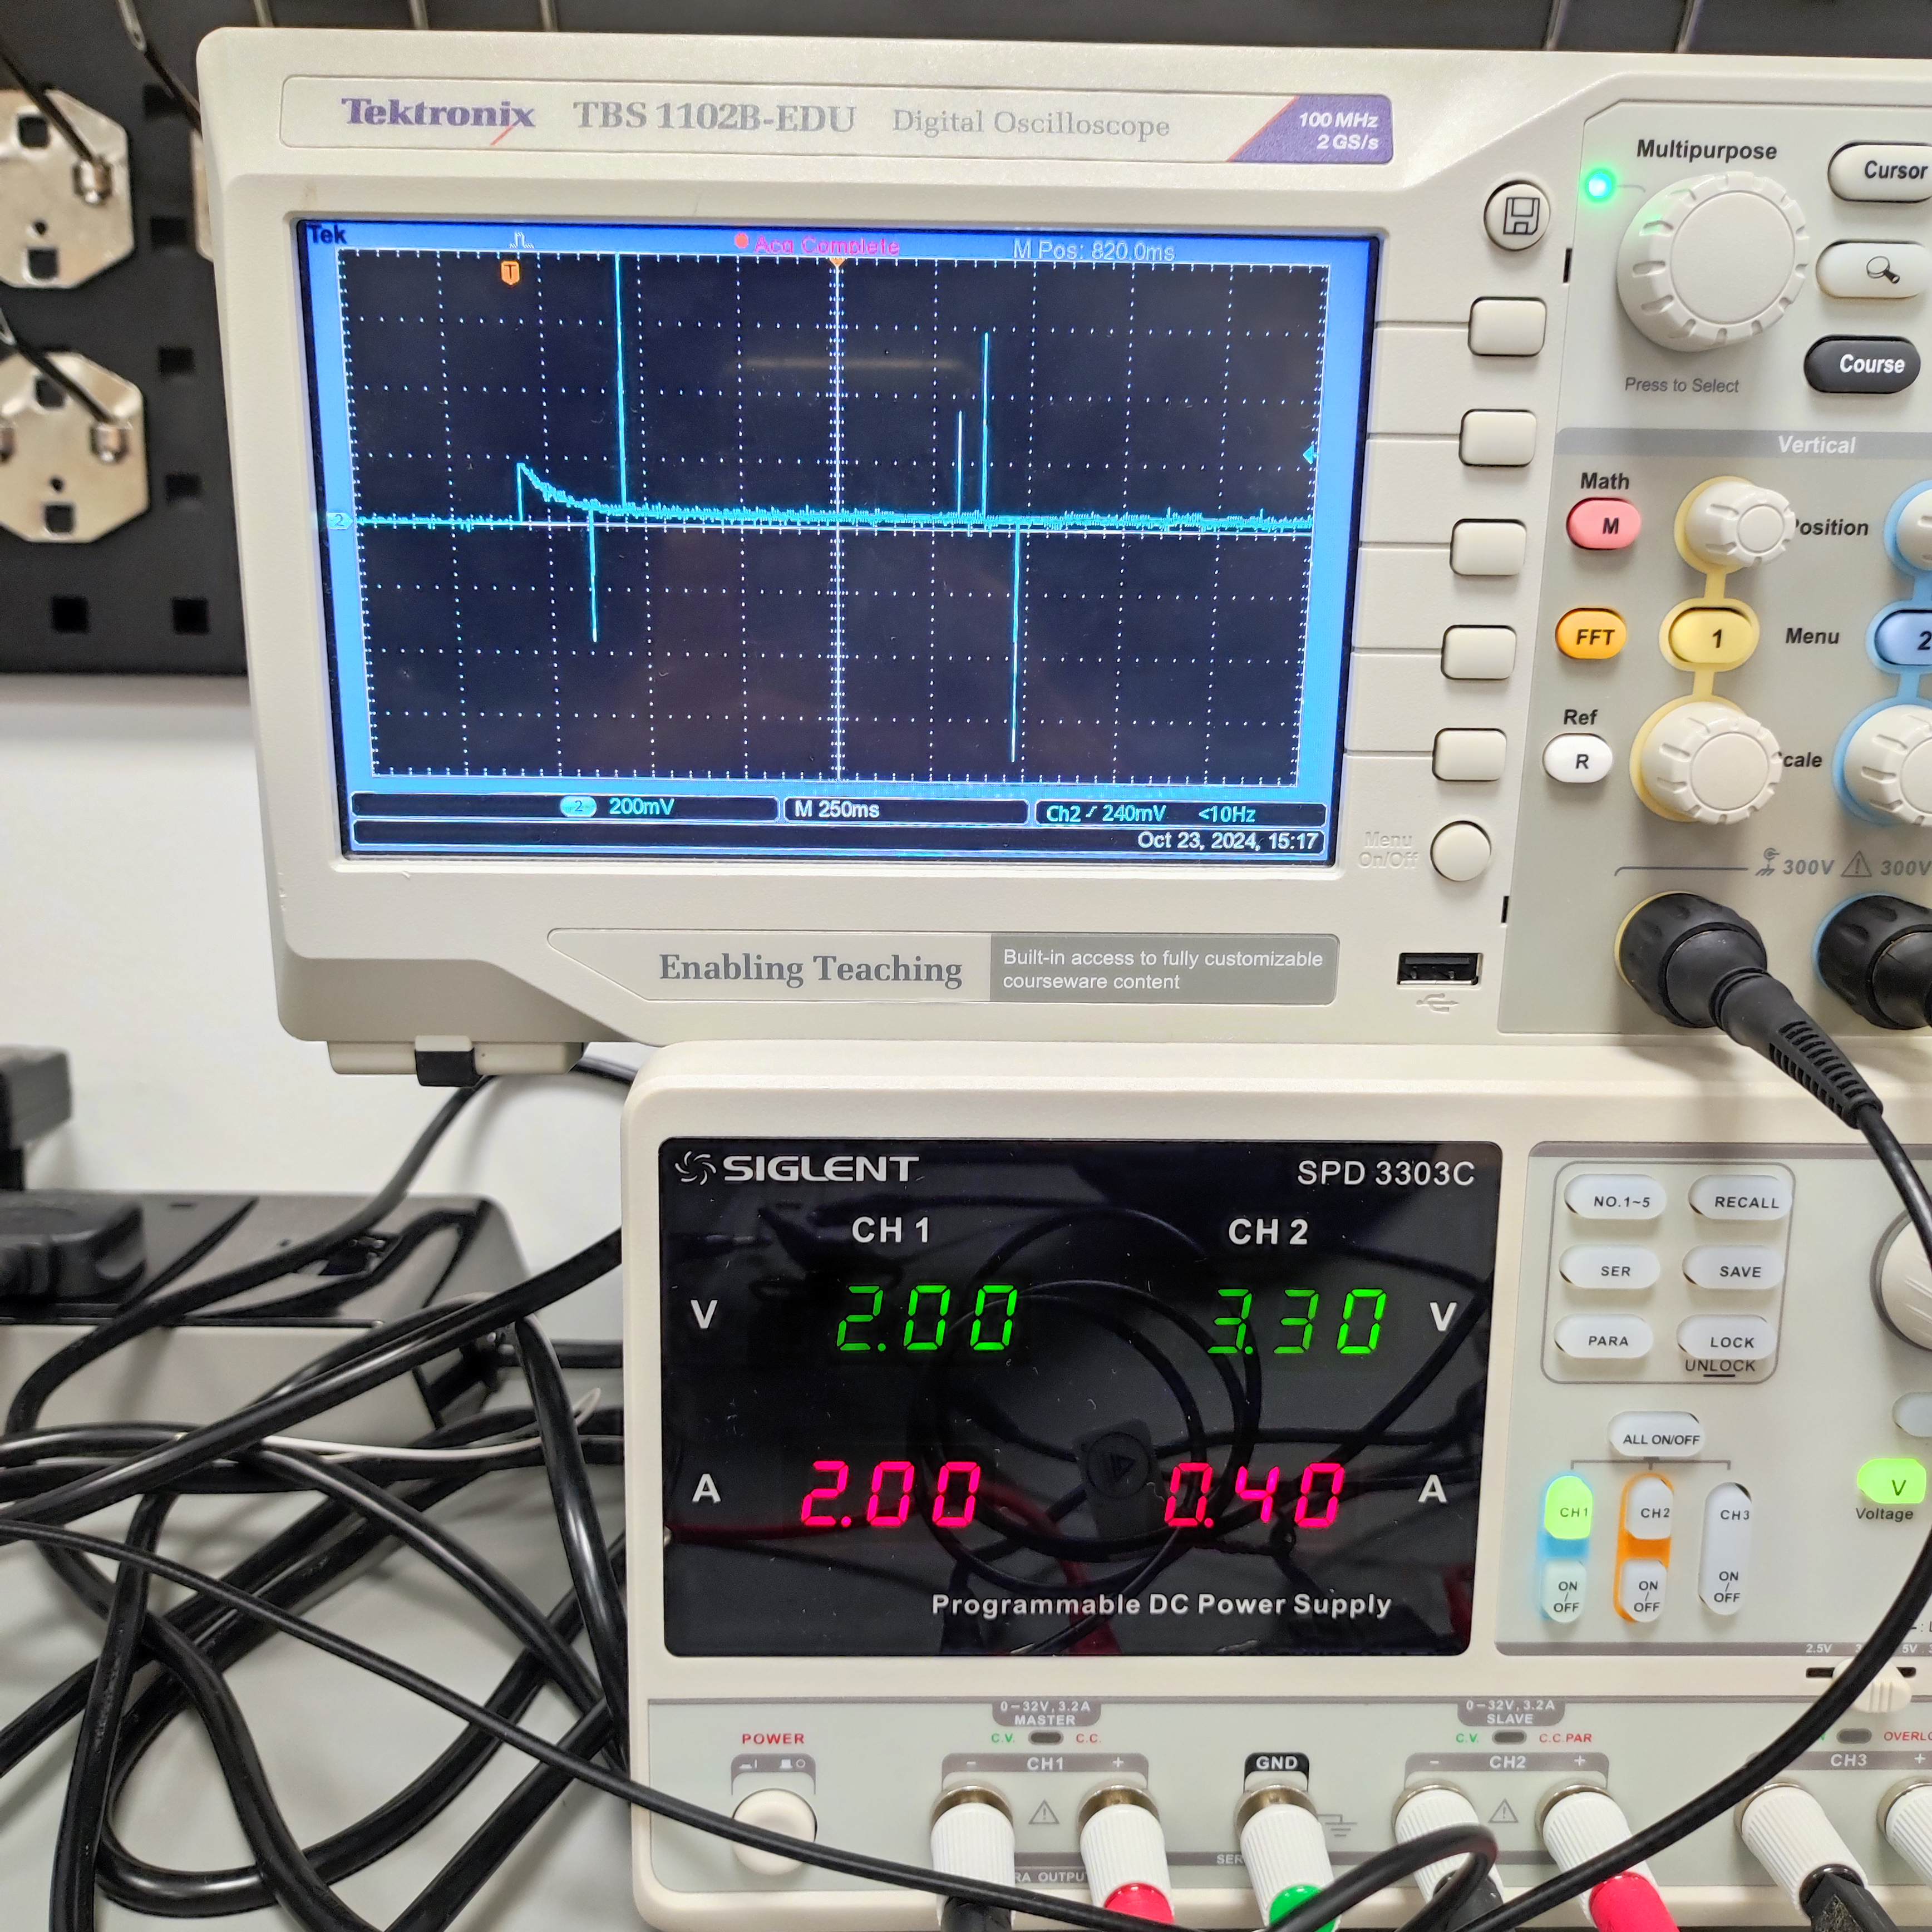 Tektronix TBS 1102B-EDU Digital Oscilloscope
100 MHz
2 GS/s
Multipurpose
Cursor
Tek
T
Acq Complete
M Pos: 820.0ms
Press to Select
Course
Vertical
Math
M
Position
2
FFT
1
Menu
2
Ref
R
Scale
2 200mV
M 250ms
Ch2 240mV <10Hz
Oct 23, 2024, 15:17
Menu
On/Off
300V
300V
Enabling Teaching
Built-in access to fully customizable
courseware content
SIGLENT
SPD 3303C
CH 1
CH 2
V
2.00
3.30
V
A
2.00
0.40
A
Programmable DC Power Supply
NO.1~5
RECALL
SER
SAVE
PARA
LOCK
UNLOCK
ALL ON/OFF
CH1
CH2
CH3
ON
/
OFF
ON
/
OFF
ON
/
OFF
V
Voltage
2.5V
POWER
0-32V, 3.2A
MASTER
C.V.
C.C.
CH1
- +
GND
0-32V, 3.2A
SLAVE
C.V.
C.C.PAR
CH2
- +
CH3
+